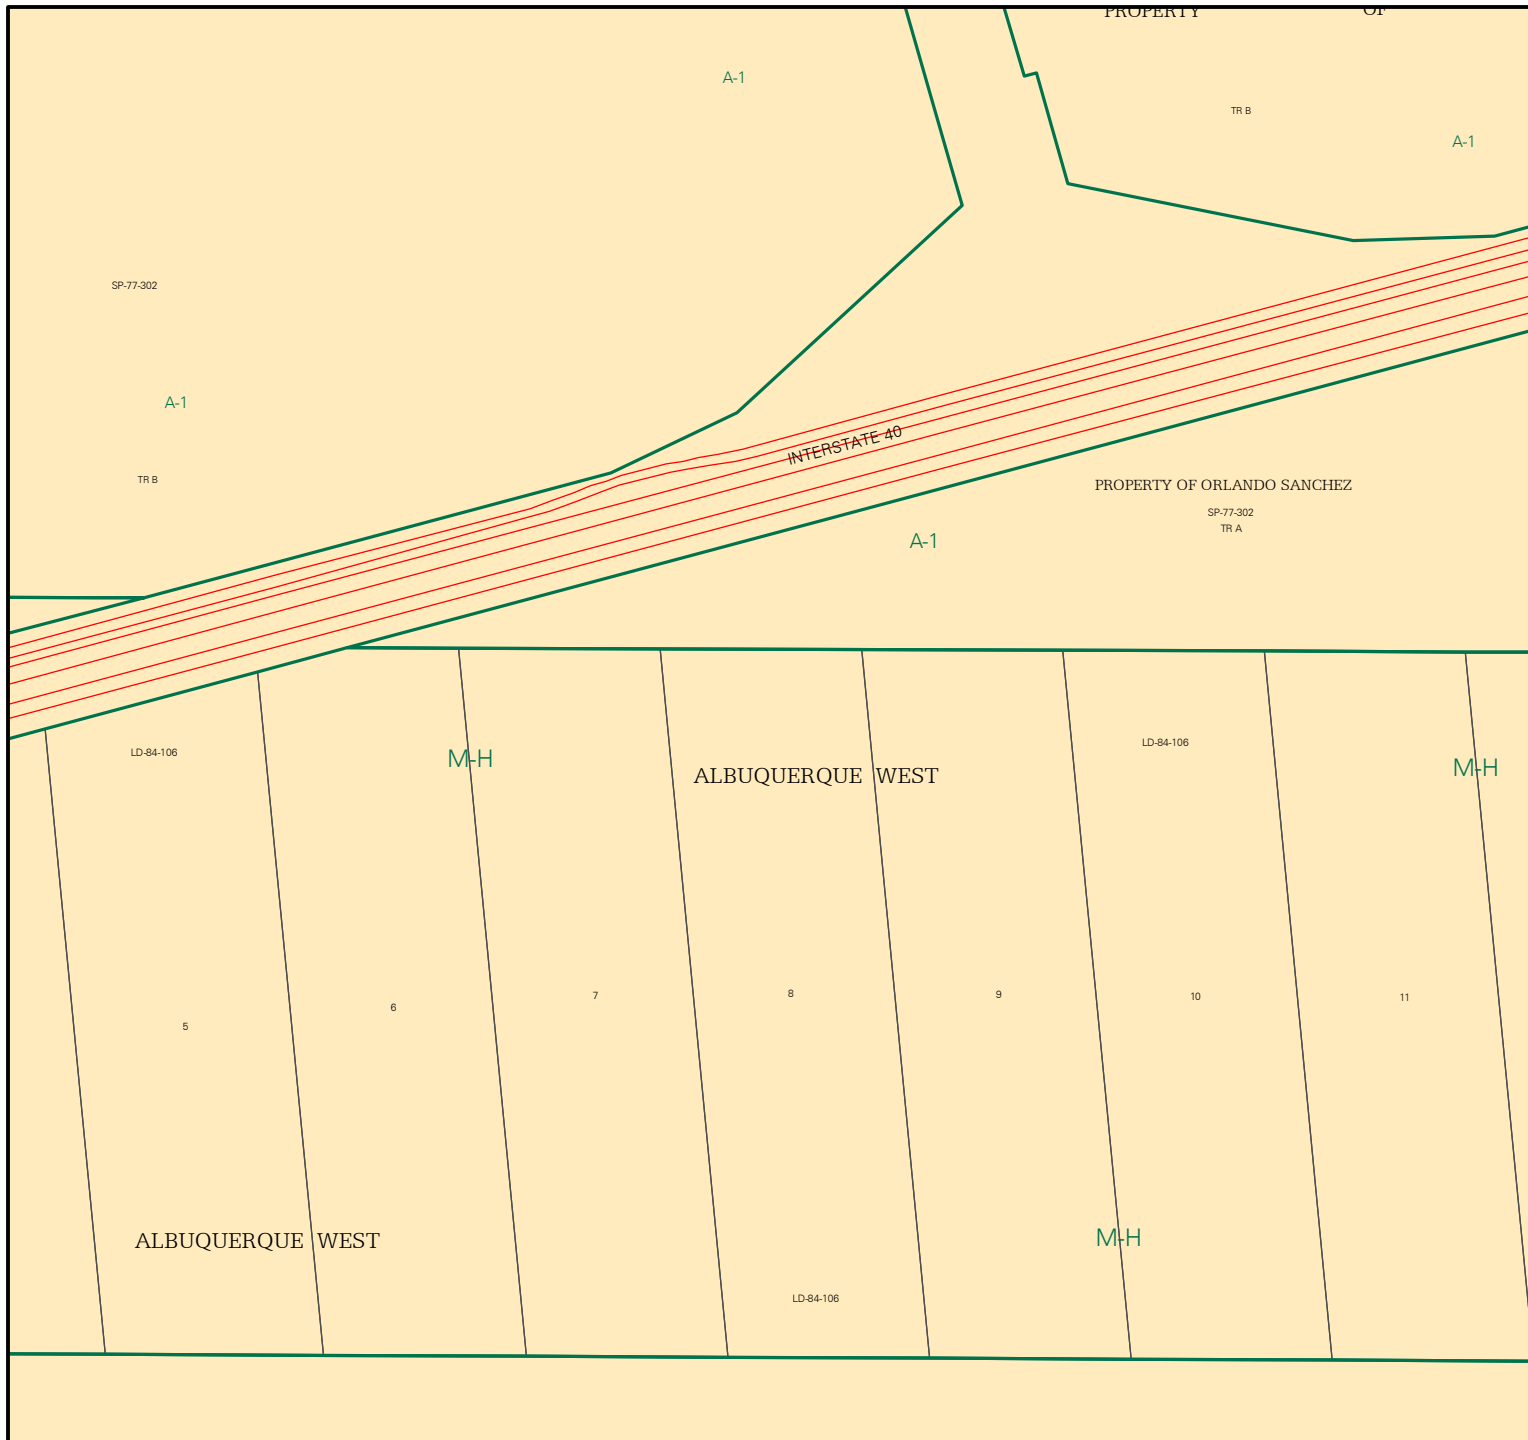 PROPERTY OF
A-1
TR B
A-1
SP-77-302
A-1
INTERSTATE 40
TR B
PROPERTY OF ORLANDO SANCHEZ
SP-77-302
TR A
A-1
LD-84-106
M-H
ALBUQUERQUE WEST
LD-84-106
M-H
5
6
7
8
9
10
11
ALBUQUERQUE WEST
M-H
LD-84-106